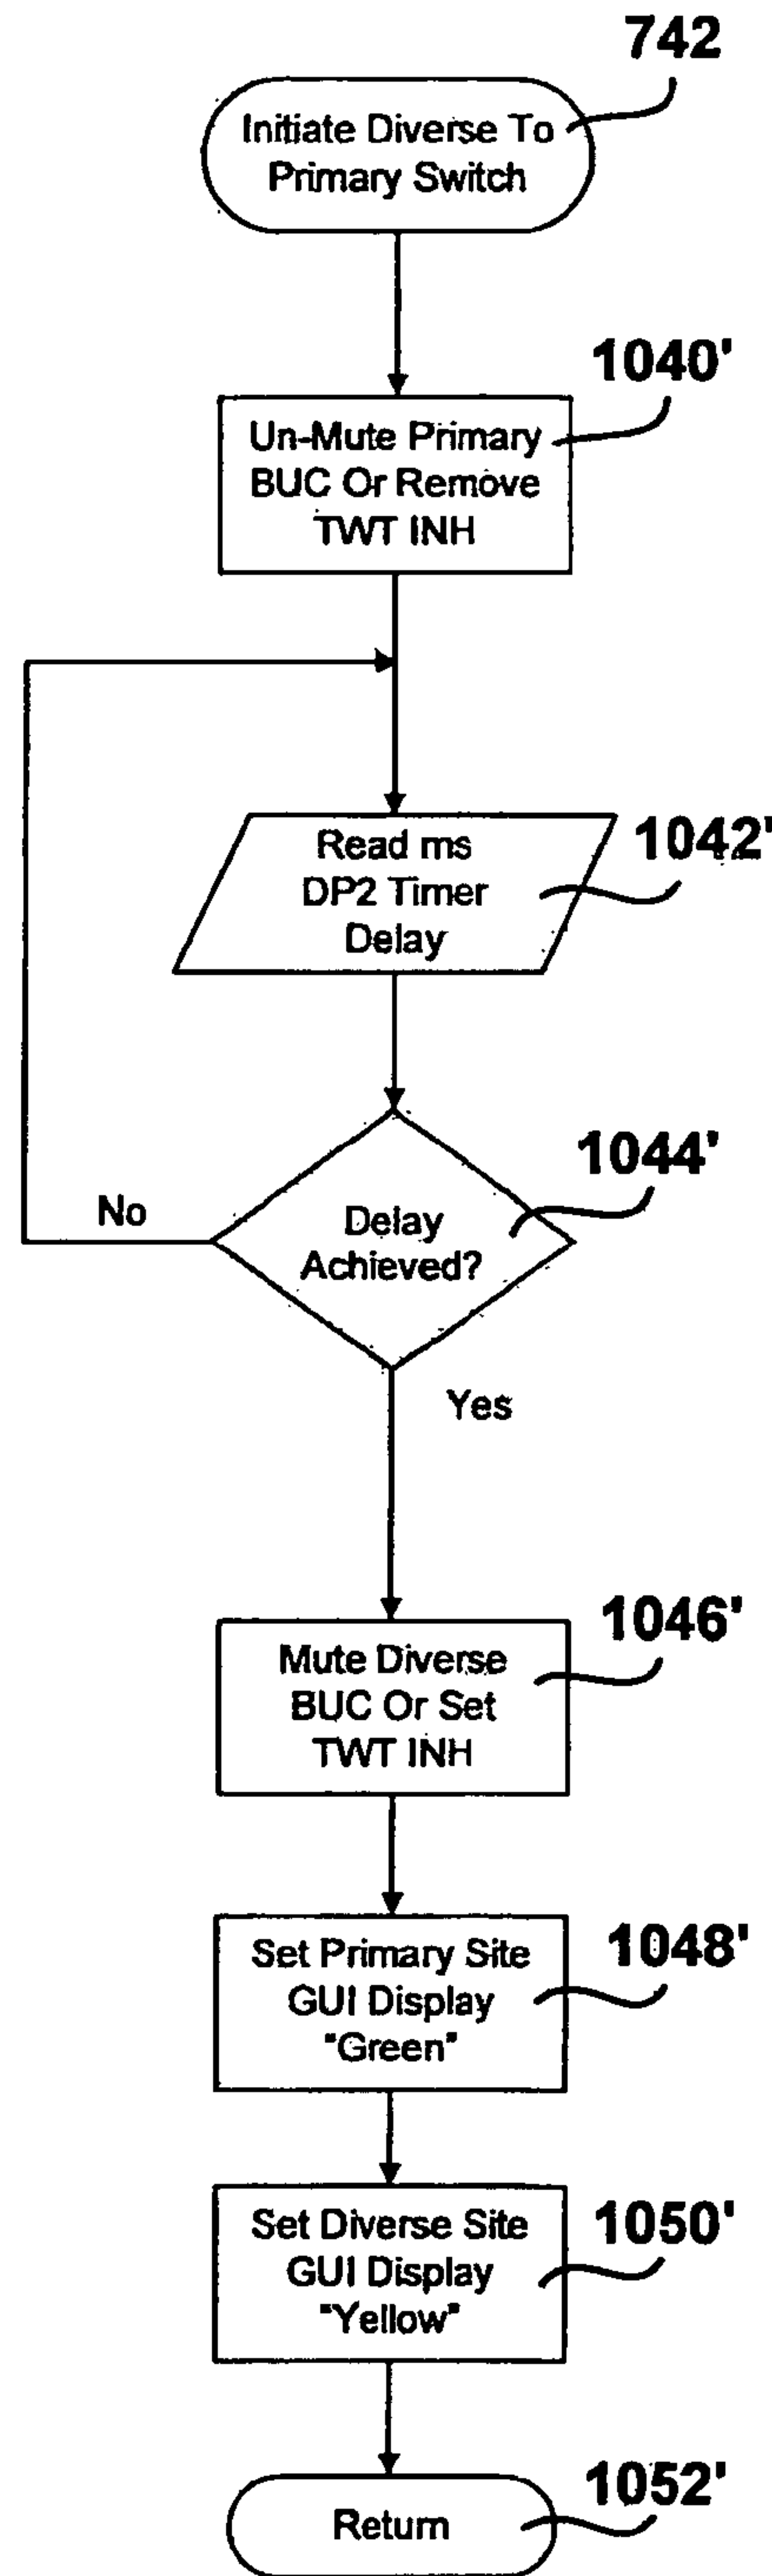 742
Initiate Diverse To
Primary Switch
1040'
Un-Mute Primary
BUC Or Remove
TWT INH
Read ms
DP2 Timer
Delay
1042'
1044'
No
Delay
Achieved?
Yes
1046'
Mute Diverse
BUC Or Set
TWT INH
1048'
Set Primary Site
GUI Display
"Green"
1050'
Set Diverse Site
GUI Display
"Yellow"
1052'
Return